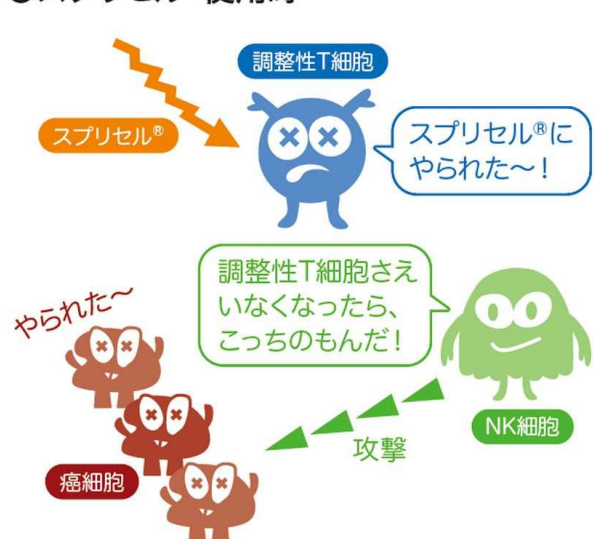 調整性T細胞
スプリセル®
スプリセル®に
やられた〜!
調整性T細胞さえ
いなくなったら、
こっちのもんだ!
やられた〜
NK細胞
攻撃
癌細胞